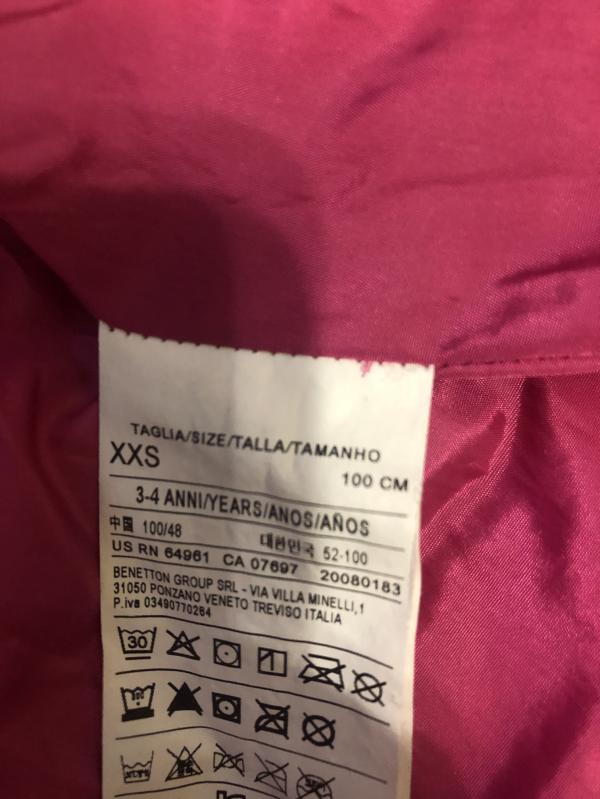 TAGLIA/SIZE/TALLA/TAMANHO
XXS
100 CM
3-4 ANNI/YEARS/ANOS/AÑOS
中国 100/48 대한민국 52-100
US RN 64961 CA 07697 20080183
BENETTON GROUP SRL - VIA VILLA MINELLI,1
31050 PONZANO VENETO TREVISO ITALIA
P.iva 03490770264
30